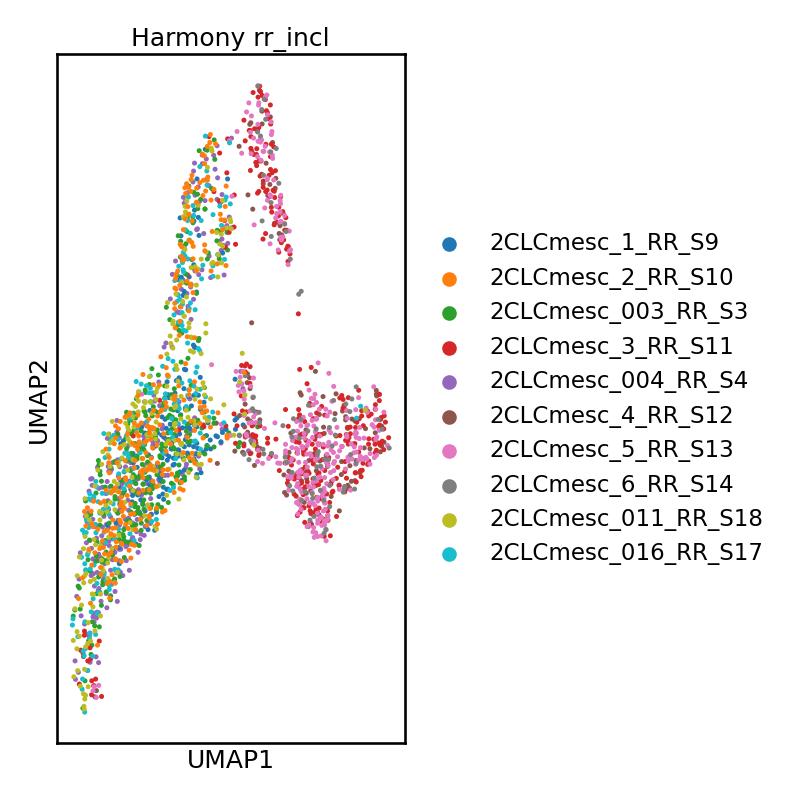 Harmony rr_incl
UMAP2
UMAP1
2CLCmesc_1_RR_S9
2CLCmesc_2_RR_S10
2CLCmesc_003_RR_S3
2CLCmesc_3_RR_S11
2CLCmesc_004_RR_S4
2CLCmesc_4_RR_S12
2CLCmesc_5_RR_S13
2CLCmesc_6_RR_S14
2CLCmesc_011_RR_S18
2CLCmesc_016_RR_S17